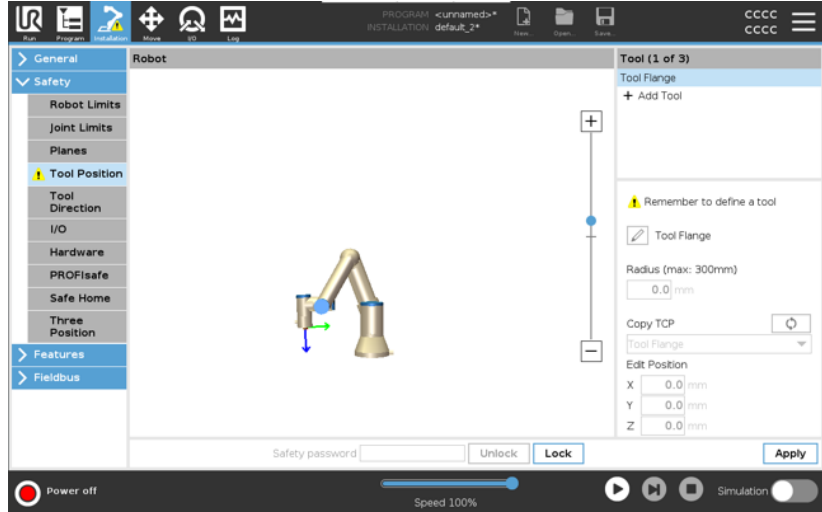 UR
PROGRAM <unnamed>*
INSTALLATION default_2*
Run Program Installation Move I/O Log
New... Open... Save...
cccc
cccc
General
Safety
Robot Limits
Joint Limits
Planes
Tool Position
Tool
Direction
I/O
Hardware
PROFIsafe
Safe Home
Three
Position
Features
Fieldbus
Robot
Tool (1 of 3)
Tool Flange
+ Add Tool
Remember to define a tool
Tool Flange
Radius (max: 300mm)
0.0 mm
Copy TCP
Tool Flange
Edit Position
X 0.0 mm
Y 0.0 mm
Z 0.0 mm
Safety password Unlock Lock
Apply
Power off
Speed 100%
Simulation